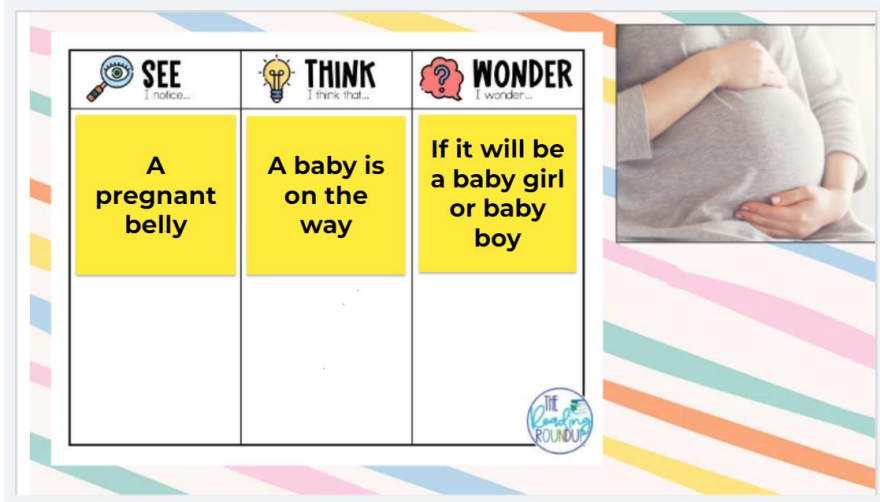 SEE
I notice...
THINK
I think that...
WONDER
I wonder...
A
pregnant
belly
A baby is
on the
way
If it will be
a baby girl
or baby
boy
THE
Reading
ROUNDUP